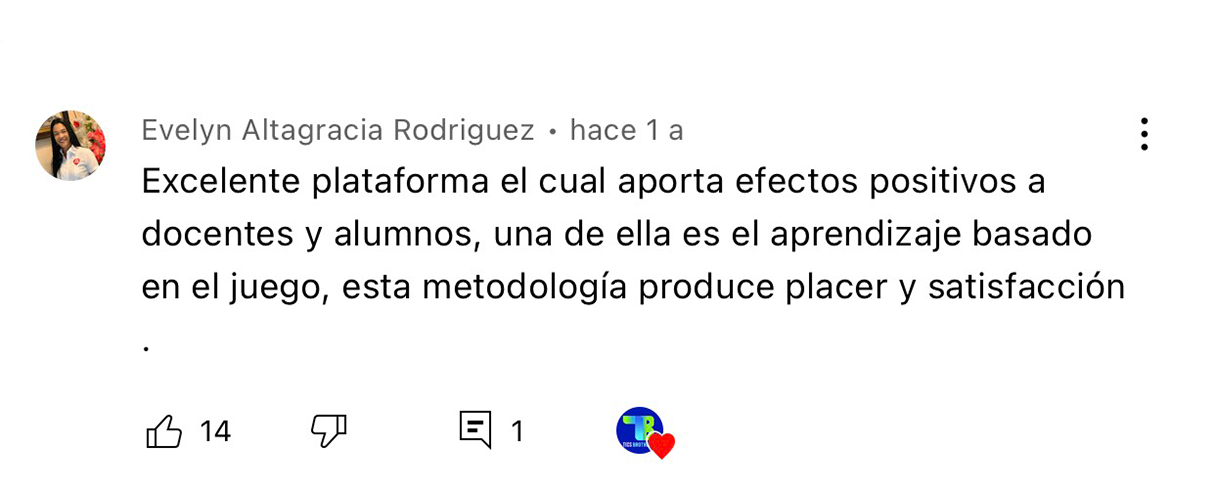 Evelyn Altagracia Rodriguez • hace 1 a
Excelente plataforma el cual aporta efectos positivos a
docentes y alumnos, una de ella es el aprendizaje basado
en el juego, esta metodología produce placer y satisfacción
.
14 1
TB